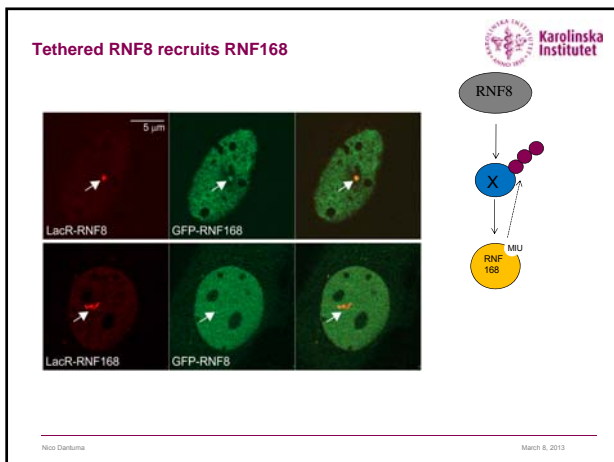 Tethered RNF8 recruits RNF168
Karolinska
Institutet
RNF8
5 µm
LacR-RNF8
GFP-RNF168
X
MIU
RNF
168
LacR-RNF168
GFP-RNF8
Nico Dantuma
March 8, 2013